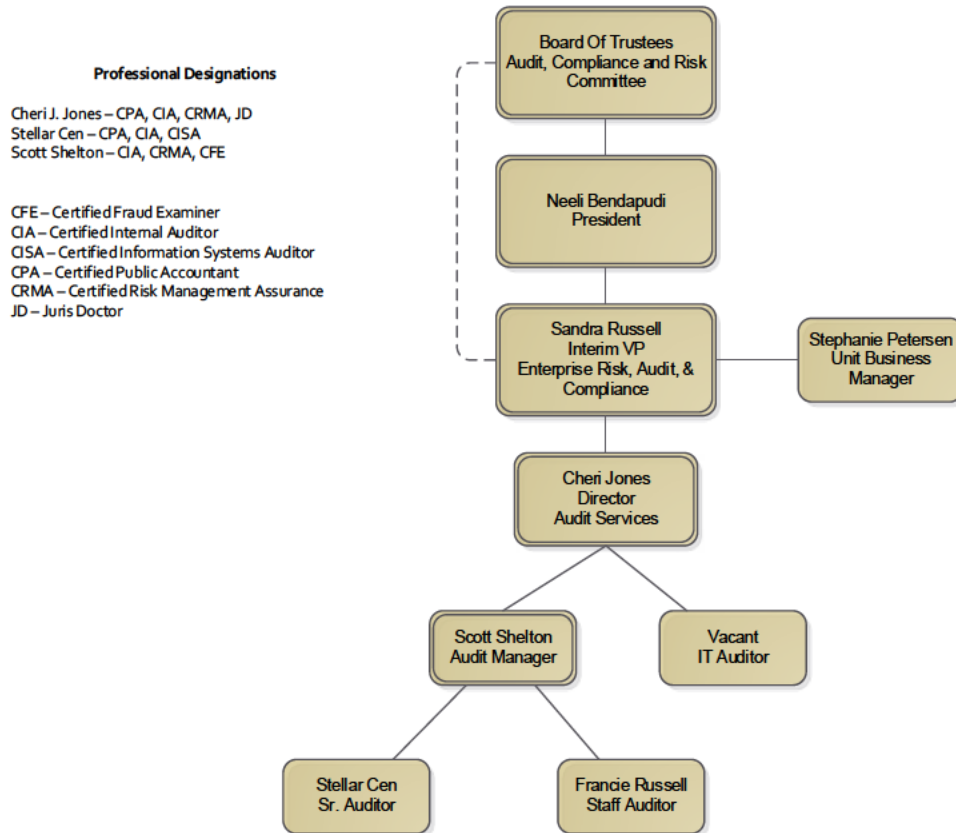 Professional Designations
Cheri J. Jones – CPA, CIA, CRMA, JD
Stellar Cen – CPA, CIA, CISA
Scott Shelton – CIA, CRMA, CFE
CFE – Certified Fraud Examiner
CIA – Certified Internal Auditor
CISA – Certified Information Systems Auditor
CPA – Certified Public Accountant
CRMA – Certified Risk Management Assurance
JD – Juris Doctor
Board Of Trustees
Audit, Compliance and Risk
Committee
Neeli Bendapudi
President
Sandra Russell
Interim VP
Enterprise Risk, Audit, &
Compliance
Stephanie Petersen
Unit Business
Manager
Cheri Jones
Director
Audit Services
Scott Shelton
Audit Manager
Vacant
IT Auditor
Stellar Cen
Sr. Auditor
Francie Russell
Staff Auditor